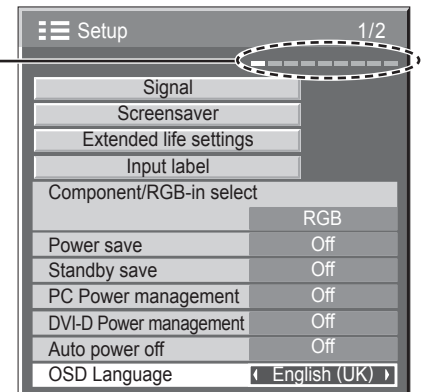 Setup 1/2
Signal
Screensaver
Extended life settings
Input label
Component/RGB-in select
RGB
Power save Off
Standby save Off
PC Power management Off
DVI-D Power management Off
Auto power off Off
OSD Language English (UK)